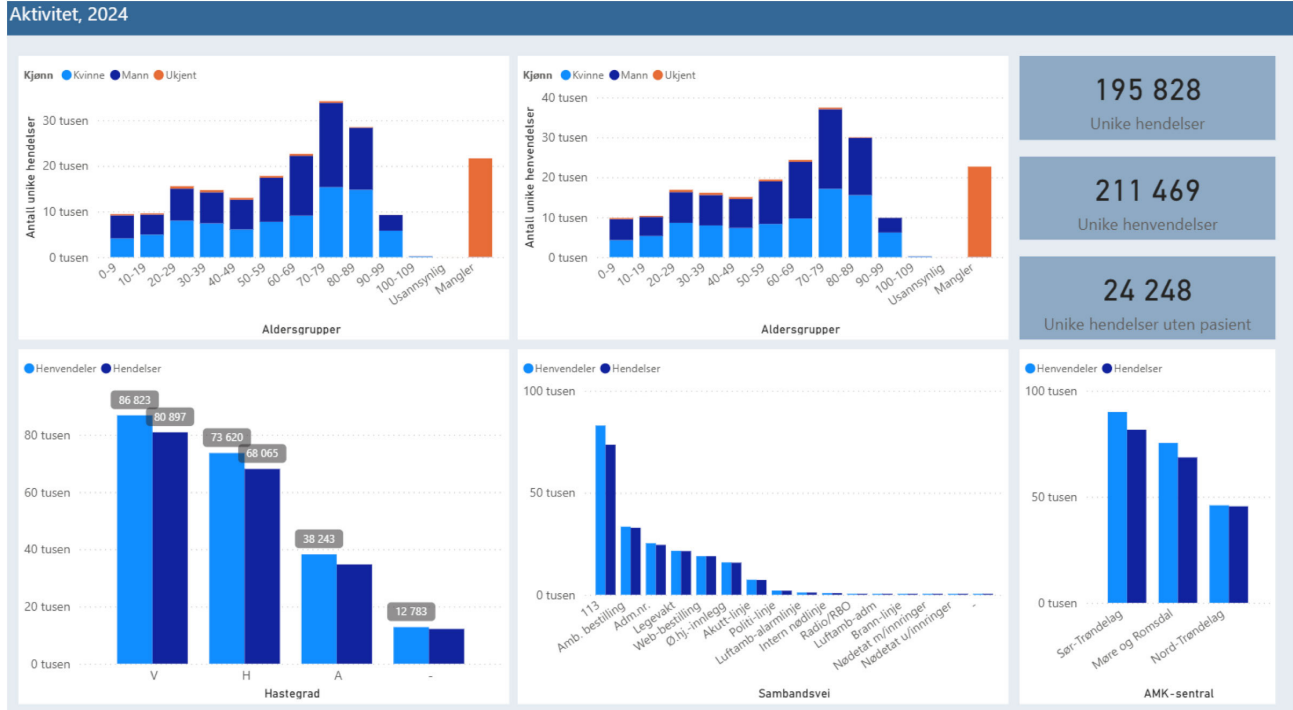 Aktivitet, 2024
Kjønn Kvinne Mann Ukjent
Antall unike hendelser
30 tusen
20 tusen
10 tusen
0 tusen
0-9 10-19 20-29 30-39 40-49 50-59 60-69 70-79 80-89 90-99 100-109 Usannsynlig Mangler
Aldersgrupper
Kjønn Kvinne Mann Ukjent
Antall unike henvendelser
40 tusen
30 tusen
20 tusen
10 tusen
0 tusen
0-9 10-19 20-29 30-39 40-49 50-59 60-69 70-79 80-89 90-99 100-109 Usannsynlig Mangler
Aldersgrupper
195 828
Unike hendelser
211 469
Unike henvendelser
24 248
Unike hendelser uten pasient
Henvendeler Hendelser
80 tusen
60 tusen
40 tusen
20 tusen
0 tusen
86 823
80 897
73 620
68 065
38 243
12 783
V H A -
Hastegrad
Henvendeler Hendelser
100 tusen
50 tusen
0 tusen
113 Amb. bestilling Adm.nr. Legevakt Web-bestilling Ø.hj.-innlegg Akutt-linje Politi-linje Luftamb-alarmlinje Intern nødlinje Radio/RBO Luftamb-adm Brann-linje Nødetat m/innringer Nødetat u/innringer -
Sambandsvei
Henvendeler Hendelser
100 tusen
50 tusen
0 tusen
Sør-Trøndelag Møre og Romsdal Nord-Trøndelag
AMK-sentral